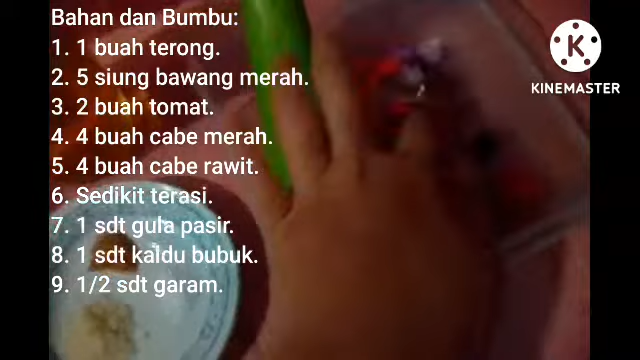 Bahan dan Bumbu:
1. 1 buah terong.
2. 5 siung bawang merah.
3. 2 buah tomat.
4. 4 buah cabe merah.
5. 4 buah cabe rawit.
6. Sedikit terasi.
7. 1 sdt gula pasir.
8. 1 sdt kaldu bubuk.
9. 1/2 sdt garam.
K
KINEMASTER